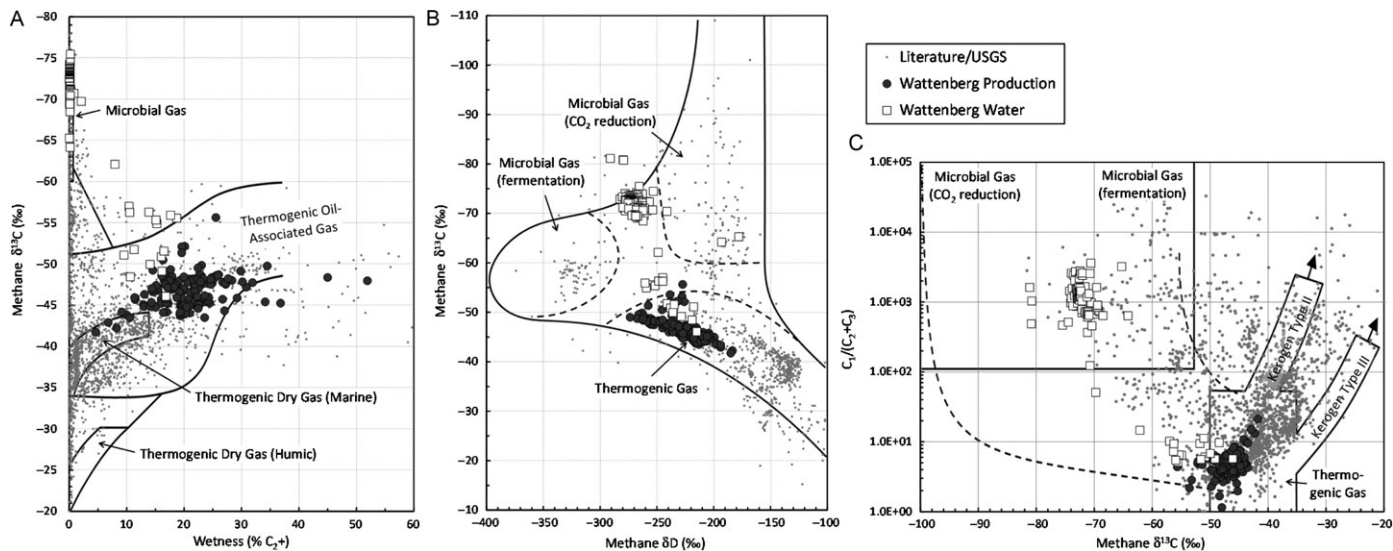 A
−80
−75
−70
−65
−60
−55
−50
−45
−40
−35
−30
−25
−20
Methane δ¹³C (‰)
0
10
20
30
40
50
60
Wetness (% C₂+)
Microbial Gas
Thermogenic Oil-
Associated Gas
Thermogenic Dry Gas (Marine)
Thermogenic Dry Gas (Humic)
B
−110
−100
−90
−80
−70
−60
−50
−40
−30
−20
−10
Methane δ¹³C (‰)
−400
−350
−300
−250
−200
−150
−100
Methane δD (‰)
Microbial Gas
(CO₂ reduction)
Microbial Gas
(fermentation)
Thermogenic Gas
Literature/USGS
Wattenberg Production
Wattenberg Water
C
1.0E+05
1.0E+04
1.0E+03
1.0E+02
1.0E+01
1.0E+00
C₁/(C₂+C₃)
−100
−90
−80
−70
−60
−50
−40
−30
−20
Methane δ¹³C (‰)
Microbial Gas
(CO₂ reduction)
Microbial Gas
(fermentation)
Kerogen Type II
Kerogen Type III
Thermo-
genic Gas